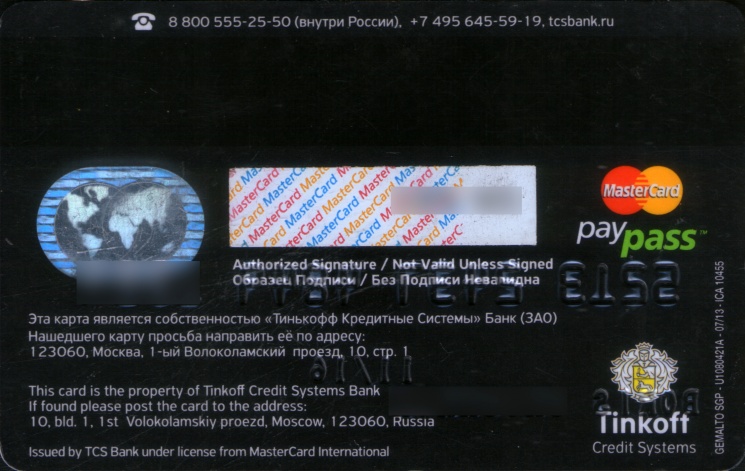 8 800 555-25-50 (внутри России), +7 495 645-59-19, tcsbank.ru
MasterCard MasterCard MasterCard
MasterCard
paypass™
Authorized Signature / Not Valid Unless Signed
Образец Подписи / Без Подписи Невалидна
Эта карта является собственностью «Тинькофф Кредитные Системы» Банк (ЗАО)
Нашедшего карту просьба направить её по адресу:
123060, Москва, 1-ый Волоколамский проезд, 10, стр. 1
This card is the property of Tinkoff Credit Systems Bank
If found please post the card to the address:
10, bld. 1, 1st Volokolamskiy proezd, Moscow, 123060, Russia
Issued by TCS Bank under license from MasterCard International
Tinkoff
Credit Systems
GEMALTO SGP - U1080421A - 07/13 - ICA 10455